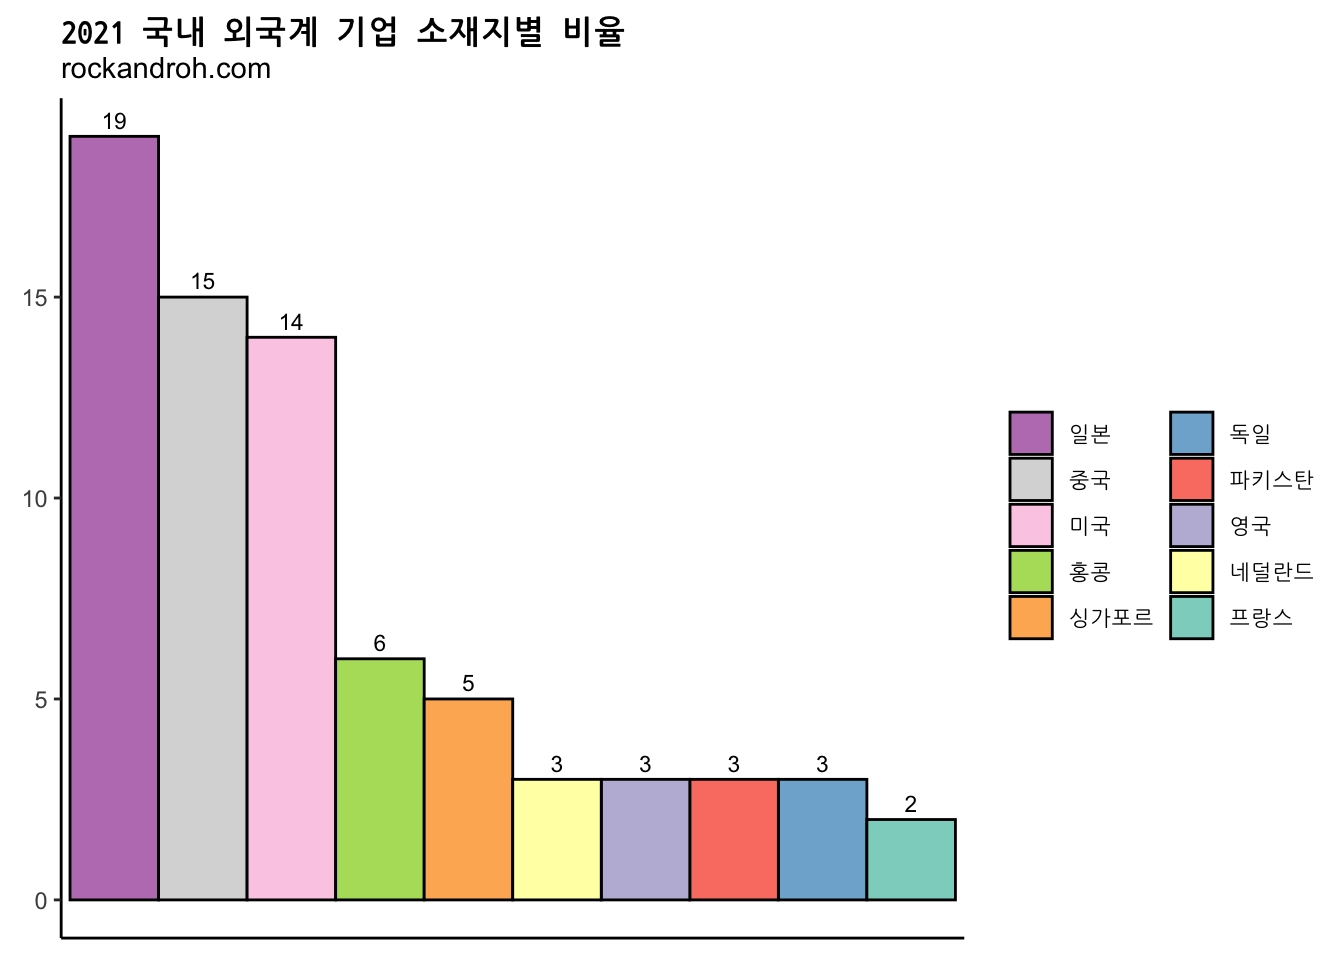 2021 국내 외국계 기업 소재지별 비율
rockandroh.com
19
15
14
6
5
3
3
3
3
2
15
10
5
0
일본
중국
미국
홍콩
싱가포르
독일
파키스탄
영국
네덜란드
프랑스